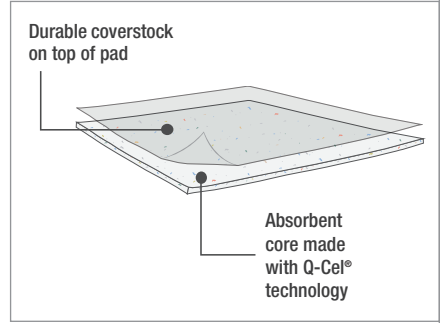 Durable coverstock
on top of pad
Absorbent
core made
with Q-Cel®
technology